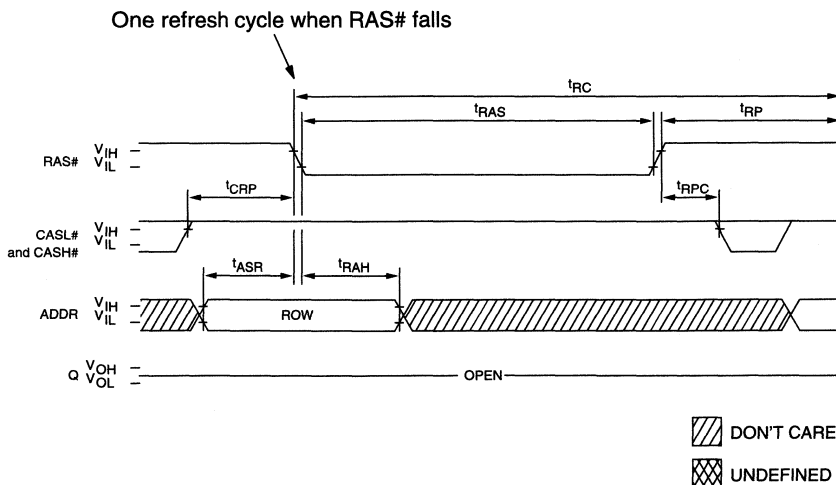 One refresh cycle when RAS# falls
tRC
tRAS
tRP
RAS# VIH
VIL
tCRP
tRPC
CASL#
and CASH#
VIH
VIL
tASR
tRAH
ADDR VIH
VIL
ROW
Q VOH
VOL
OPEN
DON'T CARE
UNDEFINED